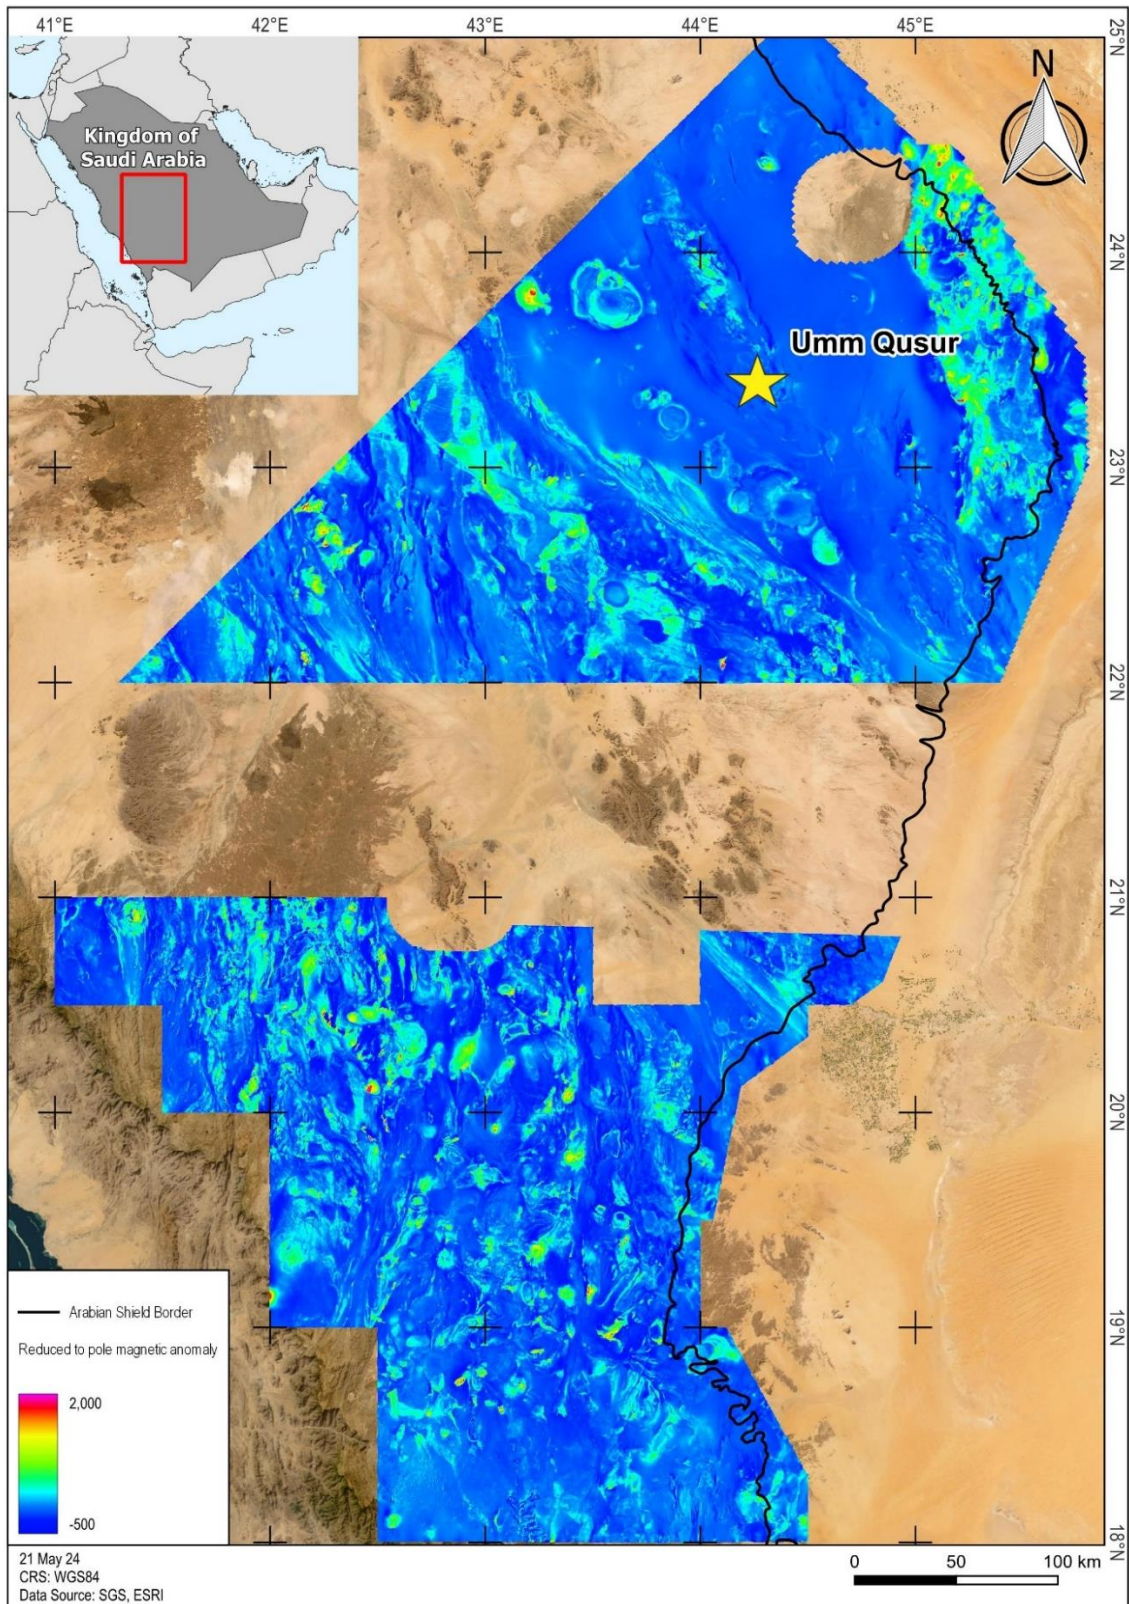 41°E 42°E 43°E 44°E 45°E
25°N
N
Kingdom of
Saudi Arabia
24°N
Umm Qusur
23°N
22°N
21°N
20°N
19°N
18°N
Arabian Shield Border
Reduced to pole magnetic anomaly
2,000
-500
21 May 24
CRS: WGS84
Data Source: SGS, ESRI
0 50 100 km